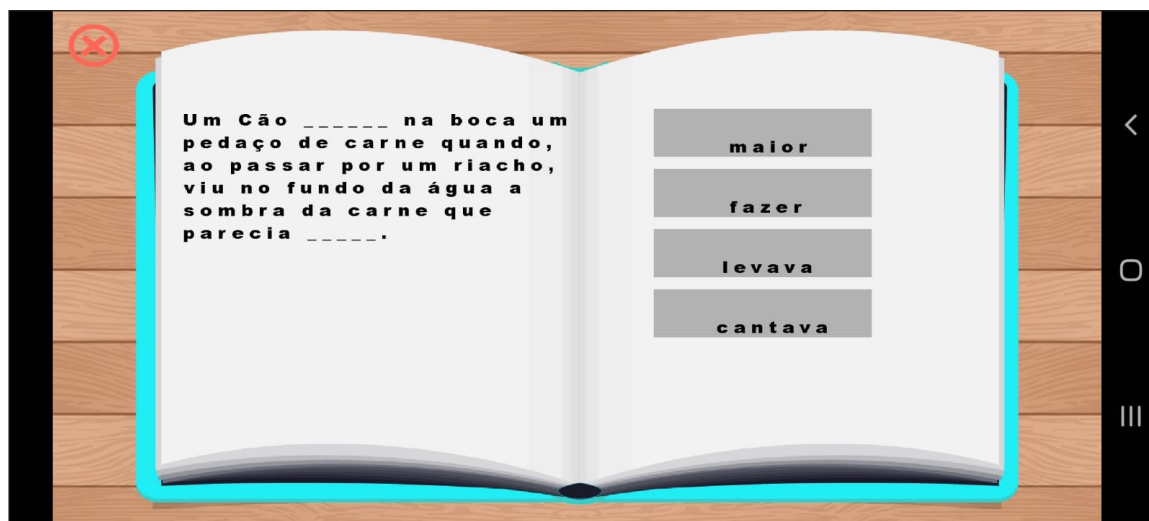 Um Cão ______ na boca um
pedaço de carne quando,
ao passar por um riacho,
viu no fundo da água a
sombra da carne que
parecia _____.
maior
fazer
levava
cantava